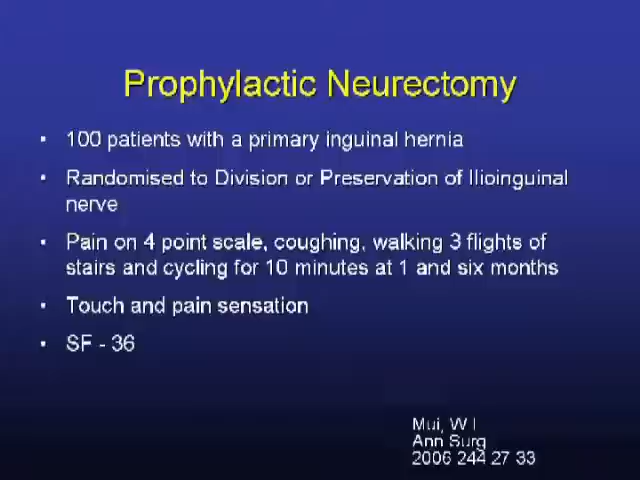 Prophylactic Neurectomy
• 100 patients with a primary inguinal hernia
• Randomised to Division or Preservation of Ilioinguinal
nerve
• Pain on 4 point scale, coughing, walking 3 flights of
stairs and cycling for 10 minutes at 1 and six months
• Touch and pain sensation
• SF - 36
Mui, W l
Ann Surg
2006 244 27 33